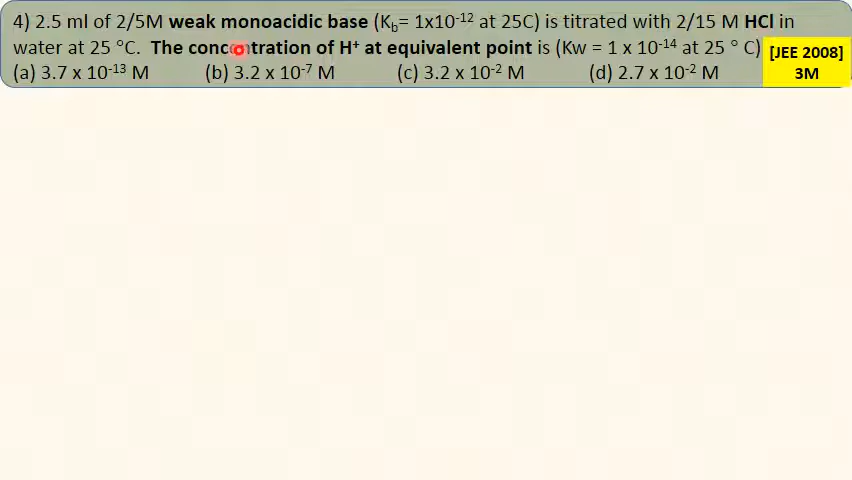 4) 2.5 ml of 2/5M weak monoacidic base (K_b= 1x10^-12 at 25C) is titrated with 2/15 M HCl in
water at 25 °C. The concentration of H⁺ at equivalent point is (Kw = 1 x 10^-14 at 25 ° C)
(a) 3.7 x 10^-13 M (b) 3.2 x 10^-7 M (c) 3.2 x 10^-2 M (d) 2.7 x 10^-2 M
[JEE 2008]
3M